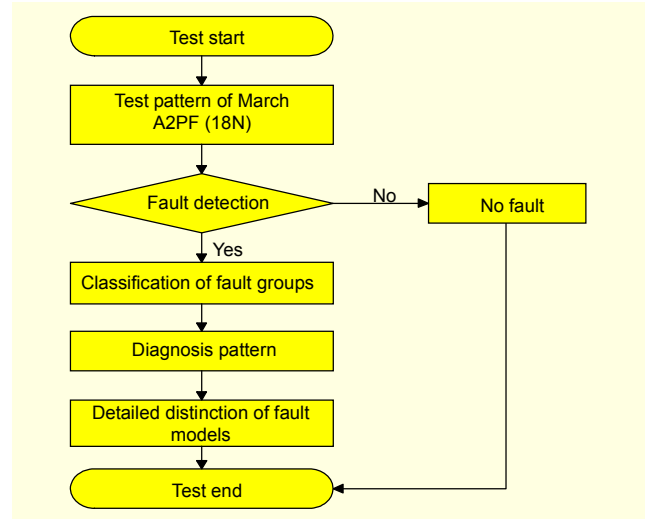 Test start
Test pattern of March
A2PF (18N)
Fault detection
No
No fault
Yes
Classification of fault groups
Diagnosis pattern
Detailed distinction of fault
models
Test end